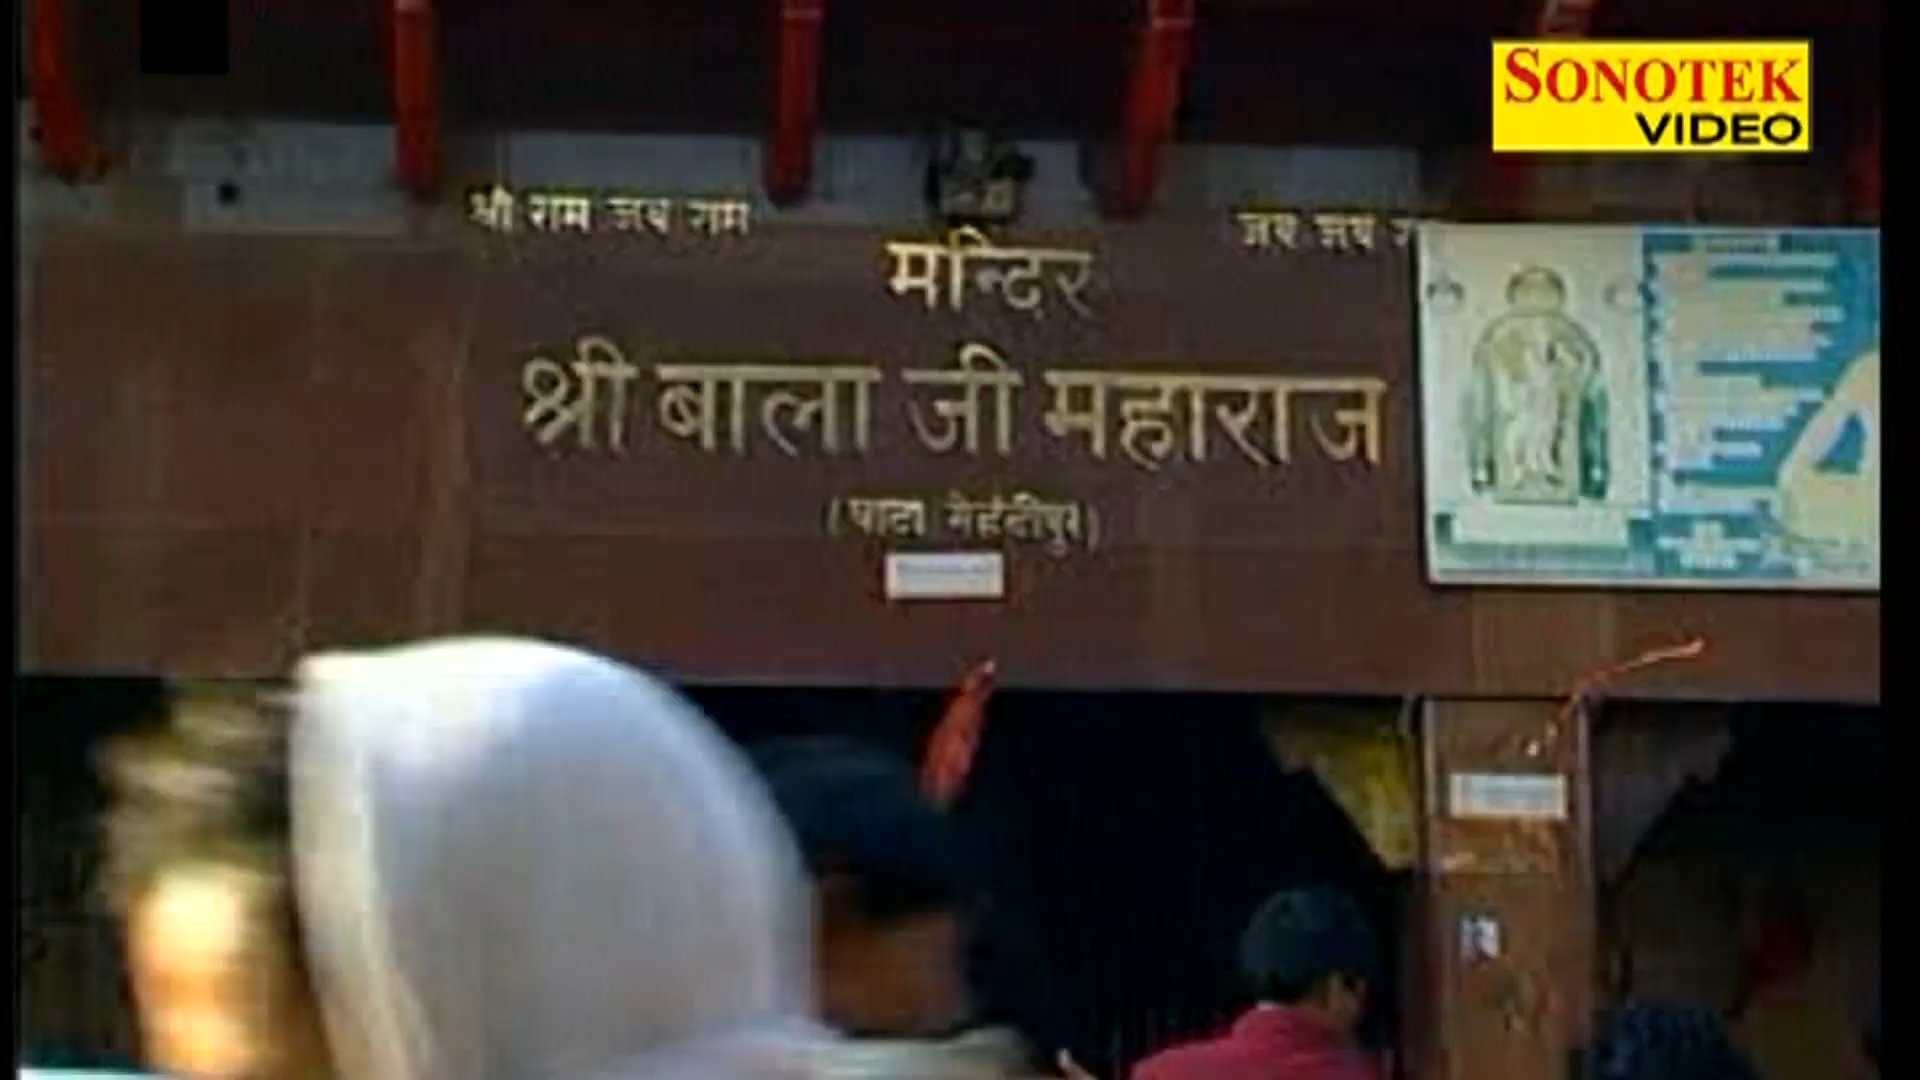 SONOTEK
VIDEO
श्री राम जय राम
जय जय
मन्दिर
श्री बाला जी महाराज
(घाटा मेहंदीपुर)